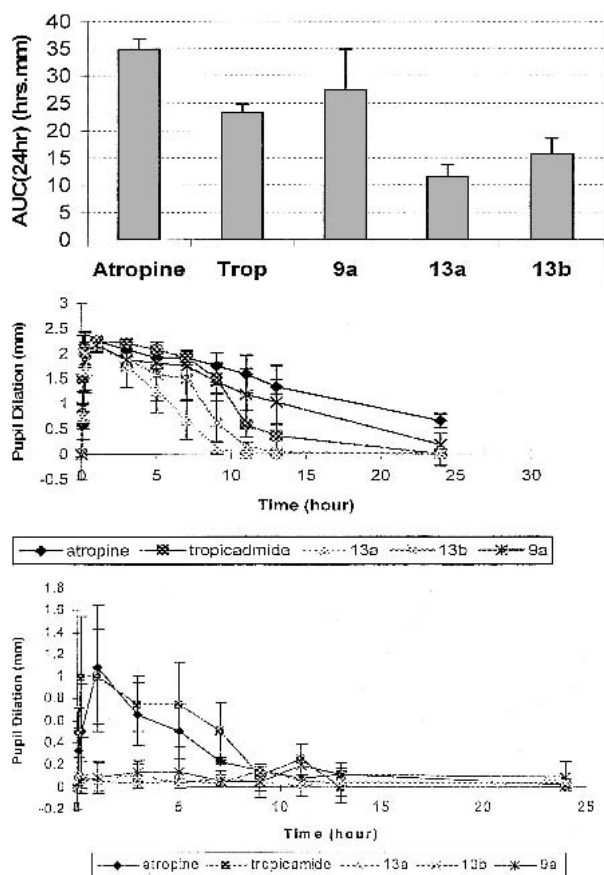 AUC(24hr) (hrs.mm)
40
35
30
25
20
15
10
5
0
Atropine Trop 9a 13a 13b
Pupil Dilation (mm)
3
2.5
2
1.5
1
0.5
0
-0.5
0 5 10 15 20 25 30
Time (hour)
atropine tropicadmide 13a 13b 9a
Pupil Dilation (mm)
1.8
1.6
1.4
1.2
1
0.8
0.6
0.4
0.2
0
-0.2
5 10 15 20 25
Time (hour)
atropine tropicamide 13a 13b 9a